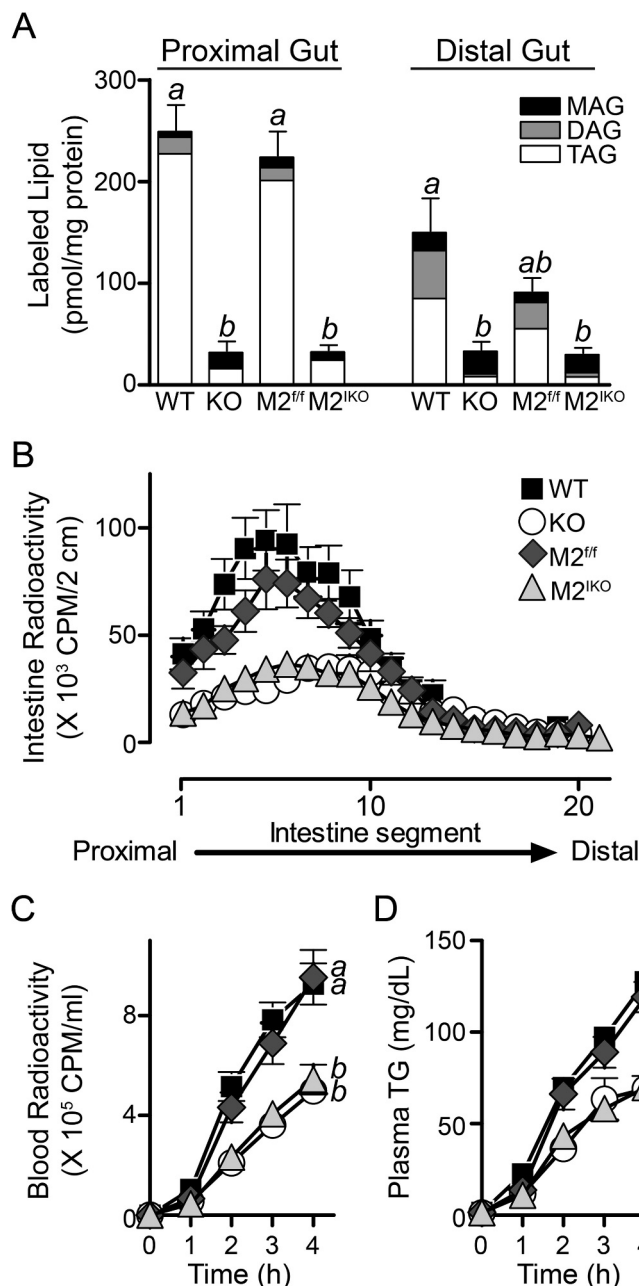 A
Proximal Gut Distal Gut
300
200
100
0
Labeled Lipid
(pmol/mg protein)
a b a b a b ab b
MAG
DAG
TAG
WT KO M2f/f M2IKO WT KO M2f/f M2IKO
B
100
50
0
Intestine Radioactivity
(X 10³ CPM/2 cm)
WT
KO
M2f/f
M2IKO
1 10 20
Intestine segment
Proximal Distal
C
8
4
0
Blood Radioactivity
(X 10⁵ CPM/ml)
a
a
b
b
0 1 2 3 4
Time (h)
D
150
100
50
0
Plasma TG (mg/dL)
0 1 2 3
Time (h)